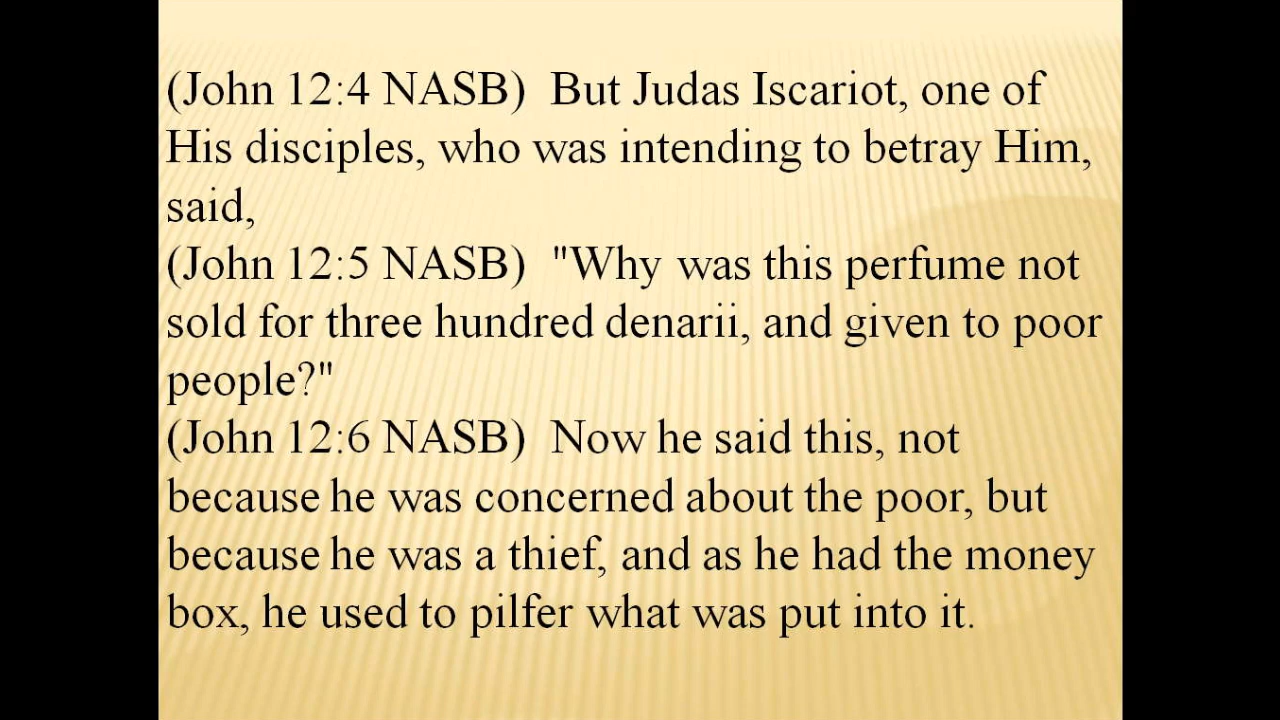 (John 12:4 NASB)  But Judas Iscariot, one of
His disciples, who was intending to betray Him,
said,
(John 12:5 NASB)  "Why was this perfume not
sold for three hundred denarii, and given to poor
people?"
(John 12:6 NASB)  Now he said this, not
because he was concerned about the poor, but
because he was a thief, and as he had the money
box, he used to pilfer what was put into it.